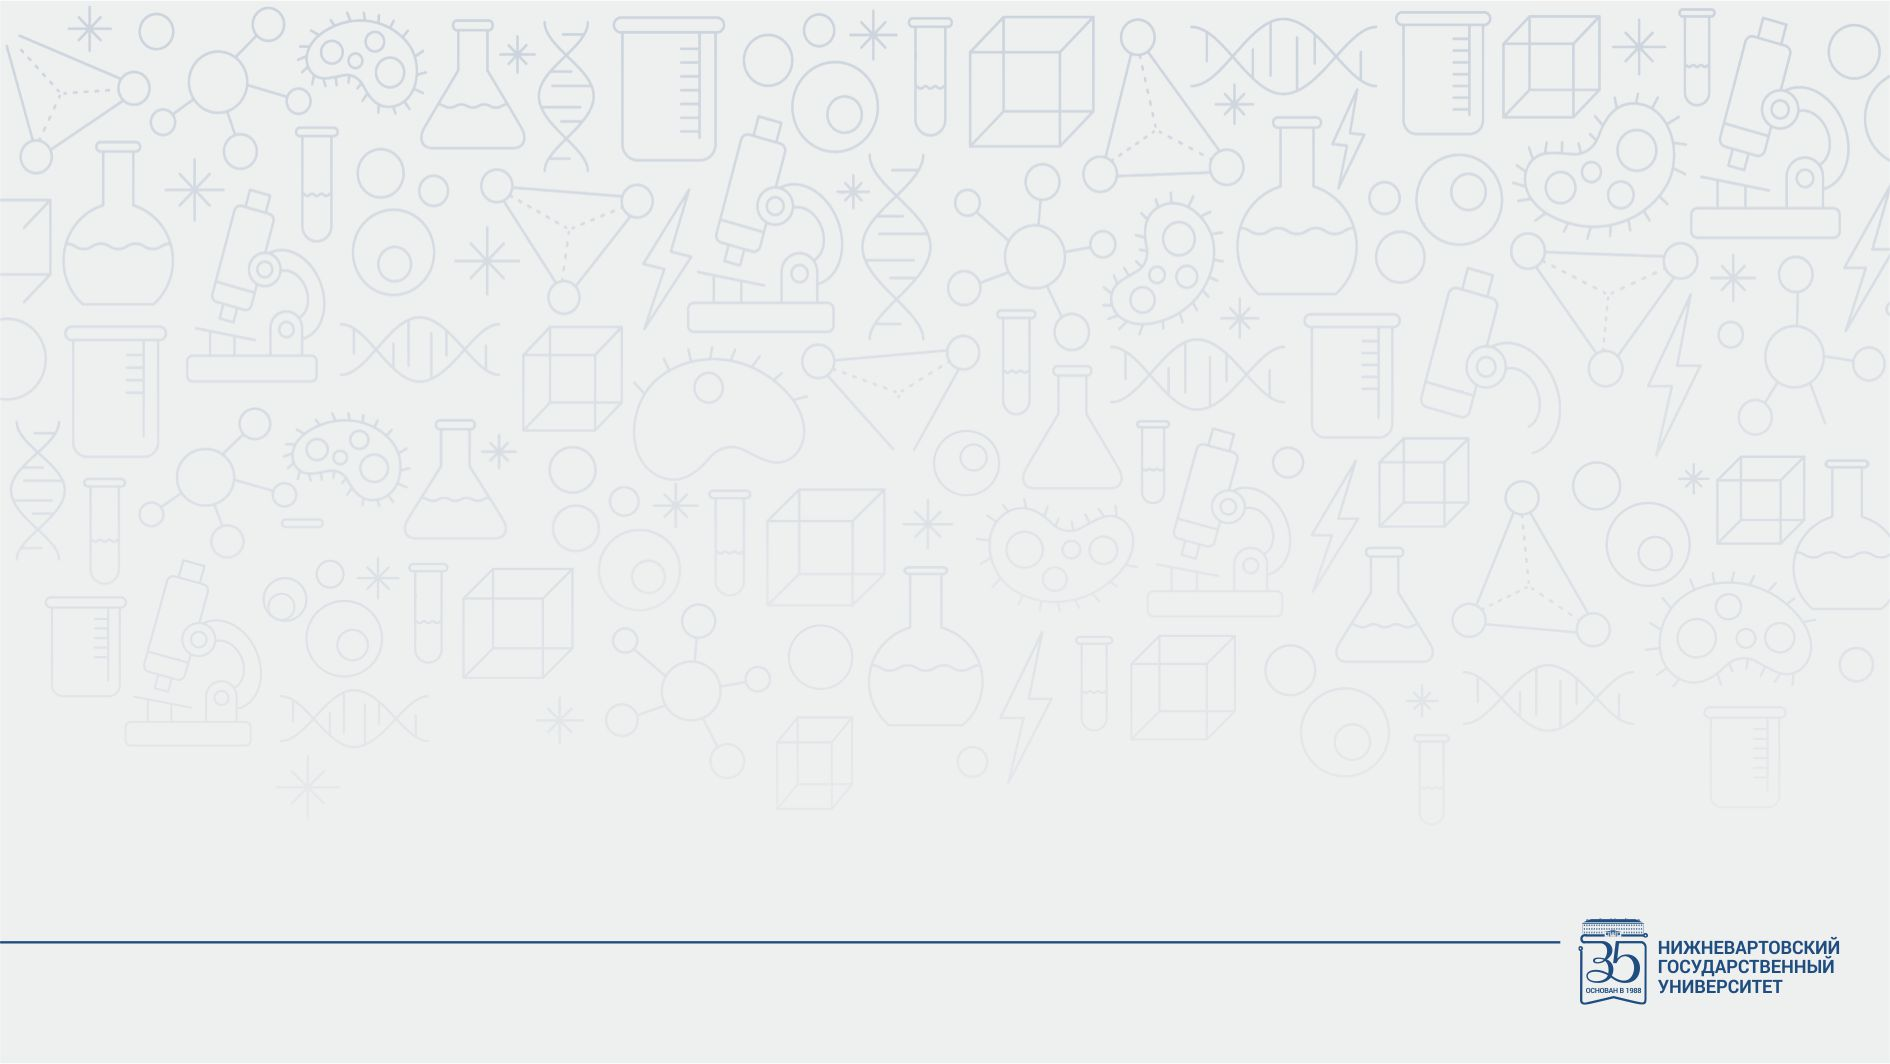 35
ОСНОВАН В 1988
НИЖНЕВАРТОВСКИЙ
ГОСУДАРСТВЕННЫЙ
УНИВЕРСИТЕТ